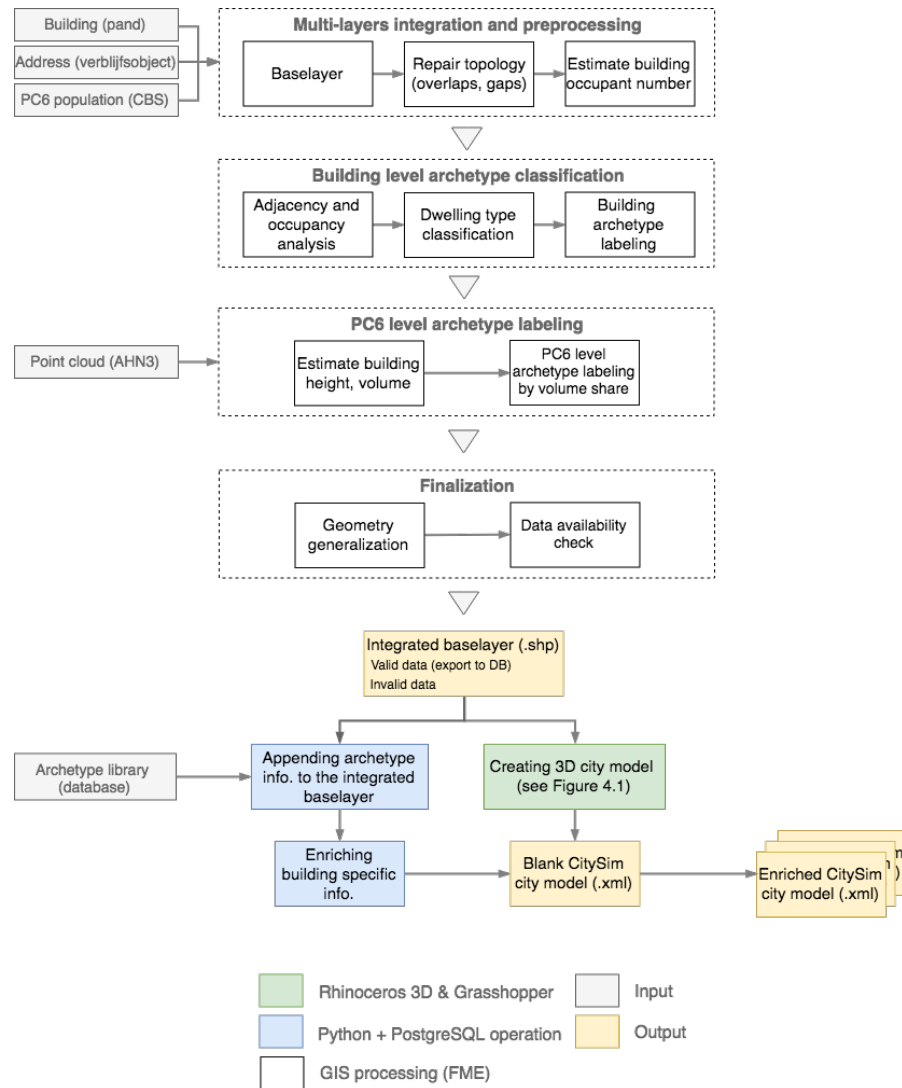 Building (pand)
Address (verblijfsobject)
PC6 population (CBS)
Multi-layers integration and preprocessing
Baselayer
Repair topology
(overlaps, gaps)
Estimate building
occupant number
Building level archetype classification
Adjacency and
occupancy
analysis
Dwelling type
classification
Building
archetype
labeling
PC6 level archetype labeling
Point cloud (AHN3)
Estimate building
height, volume
PC6 level
archetype labeling
by volume share
Finalization
Geometry
generalization
Data availability
check
Integrated baselayer (.shp)
Valid data (export to DB)
Invalid data
Archetype library
(database)
Appending archetype
info. to the integrated
baselayer
Creating 3D city model
(see Figure 4.1)
Enriching
building specific
info.
Blank CitySim
city model (.xml)
Enriched CitySim
city model (.xml)
Rhinoceros 3D & Grasshopper
Input
Python + PostgreSQL operation
Output
GIS processing (FME)